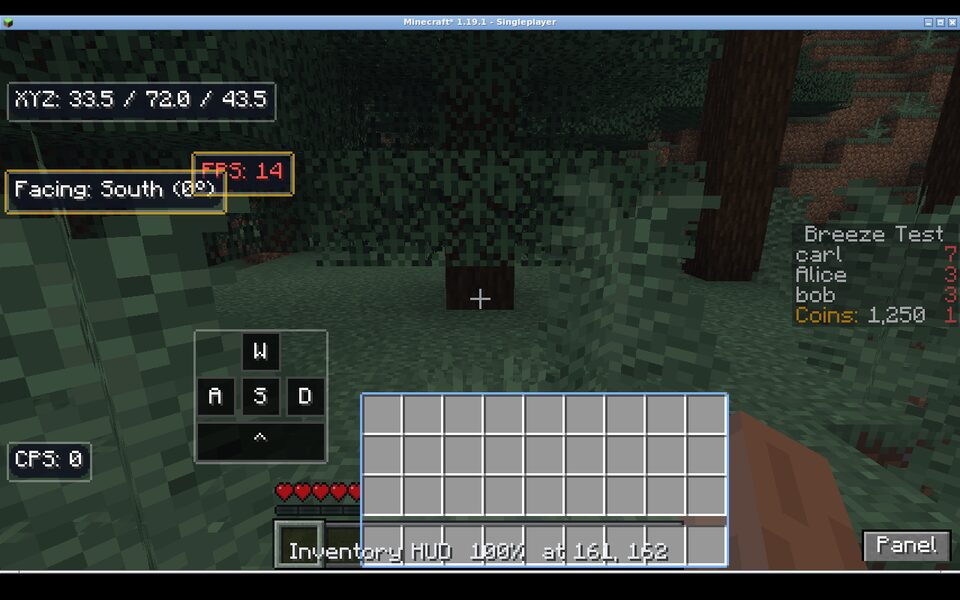 Minecraft* 1.19.1 - Singleplayer
XYZ: 33.5 / 72.0 / 43.5
FPS: 14
Facing: South (0º)
Breeze Test
carl 7
Alice 3
bob 3
Coins: 1,250 1
W
A S D
^
CPS: 0
Inventory HUD 100% at 161, 162
Panel